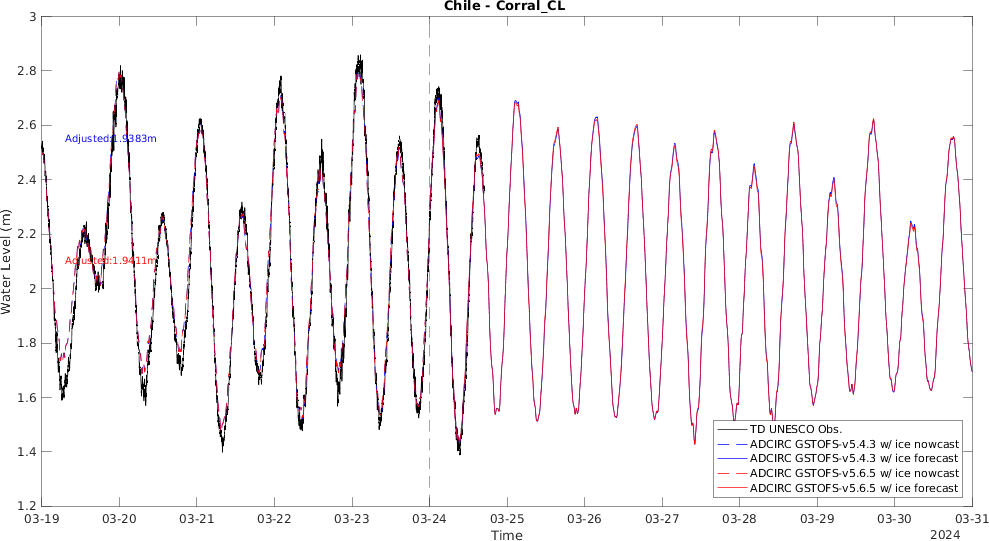 Chile - Corral_CL
3
2.8
2.6
2.4
2.2
2
1.8
1.6
1.4
1.2
Water Level (m)
Adjusted:1.9383m
Adjusted:1.9411m
TD UNESCO Obs.
ADCIRC GSTOFS-v5.4.3 w/ ice nowcast
ADCIRC GSTOFS-v5.4.3 w/ ice forecast
ADCIRC GSTOFS-v5.6.5 w/ ice nowcast
ADCIRC GSTOFS-v5.6.5 w/ ice forecast
03-19 03-20 03-21 03-22 03-23 03-24 03-25 03-26 03-27 03-28 03-29 03-30 03-31
Time
2024